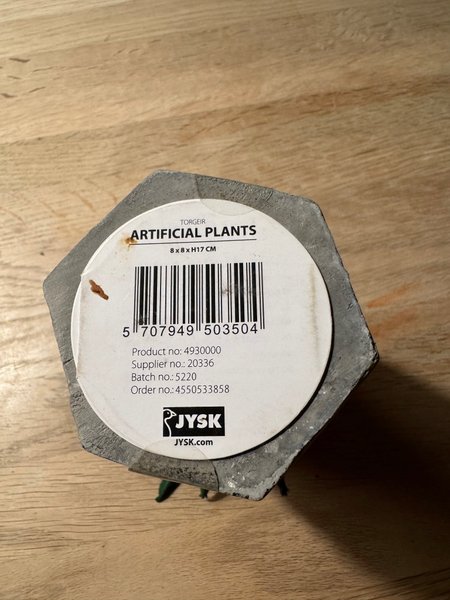 TORGEIR
ARTIFICIAL PLANTS
8 x 8 x H17 CM
5 707949 503504
Product no: 4930000
Supplier no.: 20336
Batch no.: 5220
Order no.: 4550533858
JYSK
JYSK.com